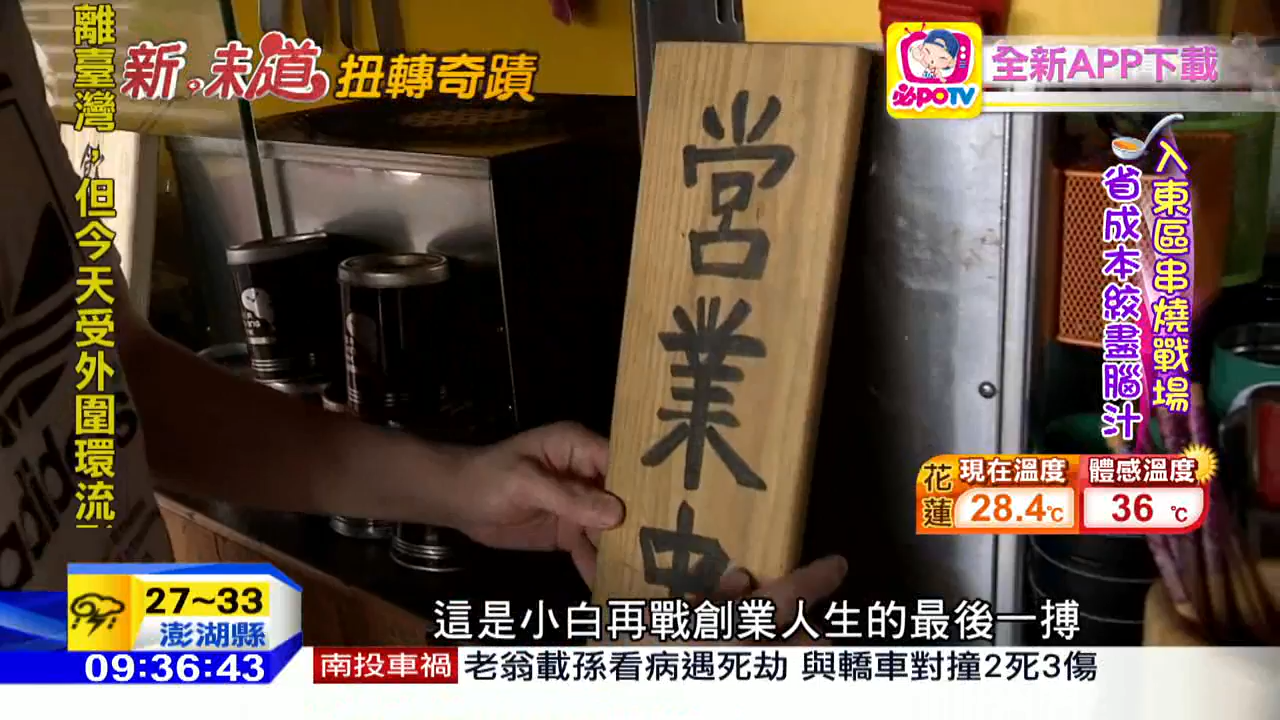 離臺灣，但今天受外圍環流
新.味道 扭轉奇蹟
必POTV
全新APP下載
入東區串燒戰場
省成本絞盡腦汁
營業中
花蓮
現在溫度
28.4℃
體感溫度
36 ℃
27~33
澎湖縣
09:36:43
這是小白再戰創業人生的最後一搏
南投車禍 老翁載孫看病遇死劫 與轎車對撞2死3傷